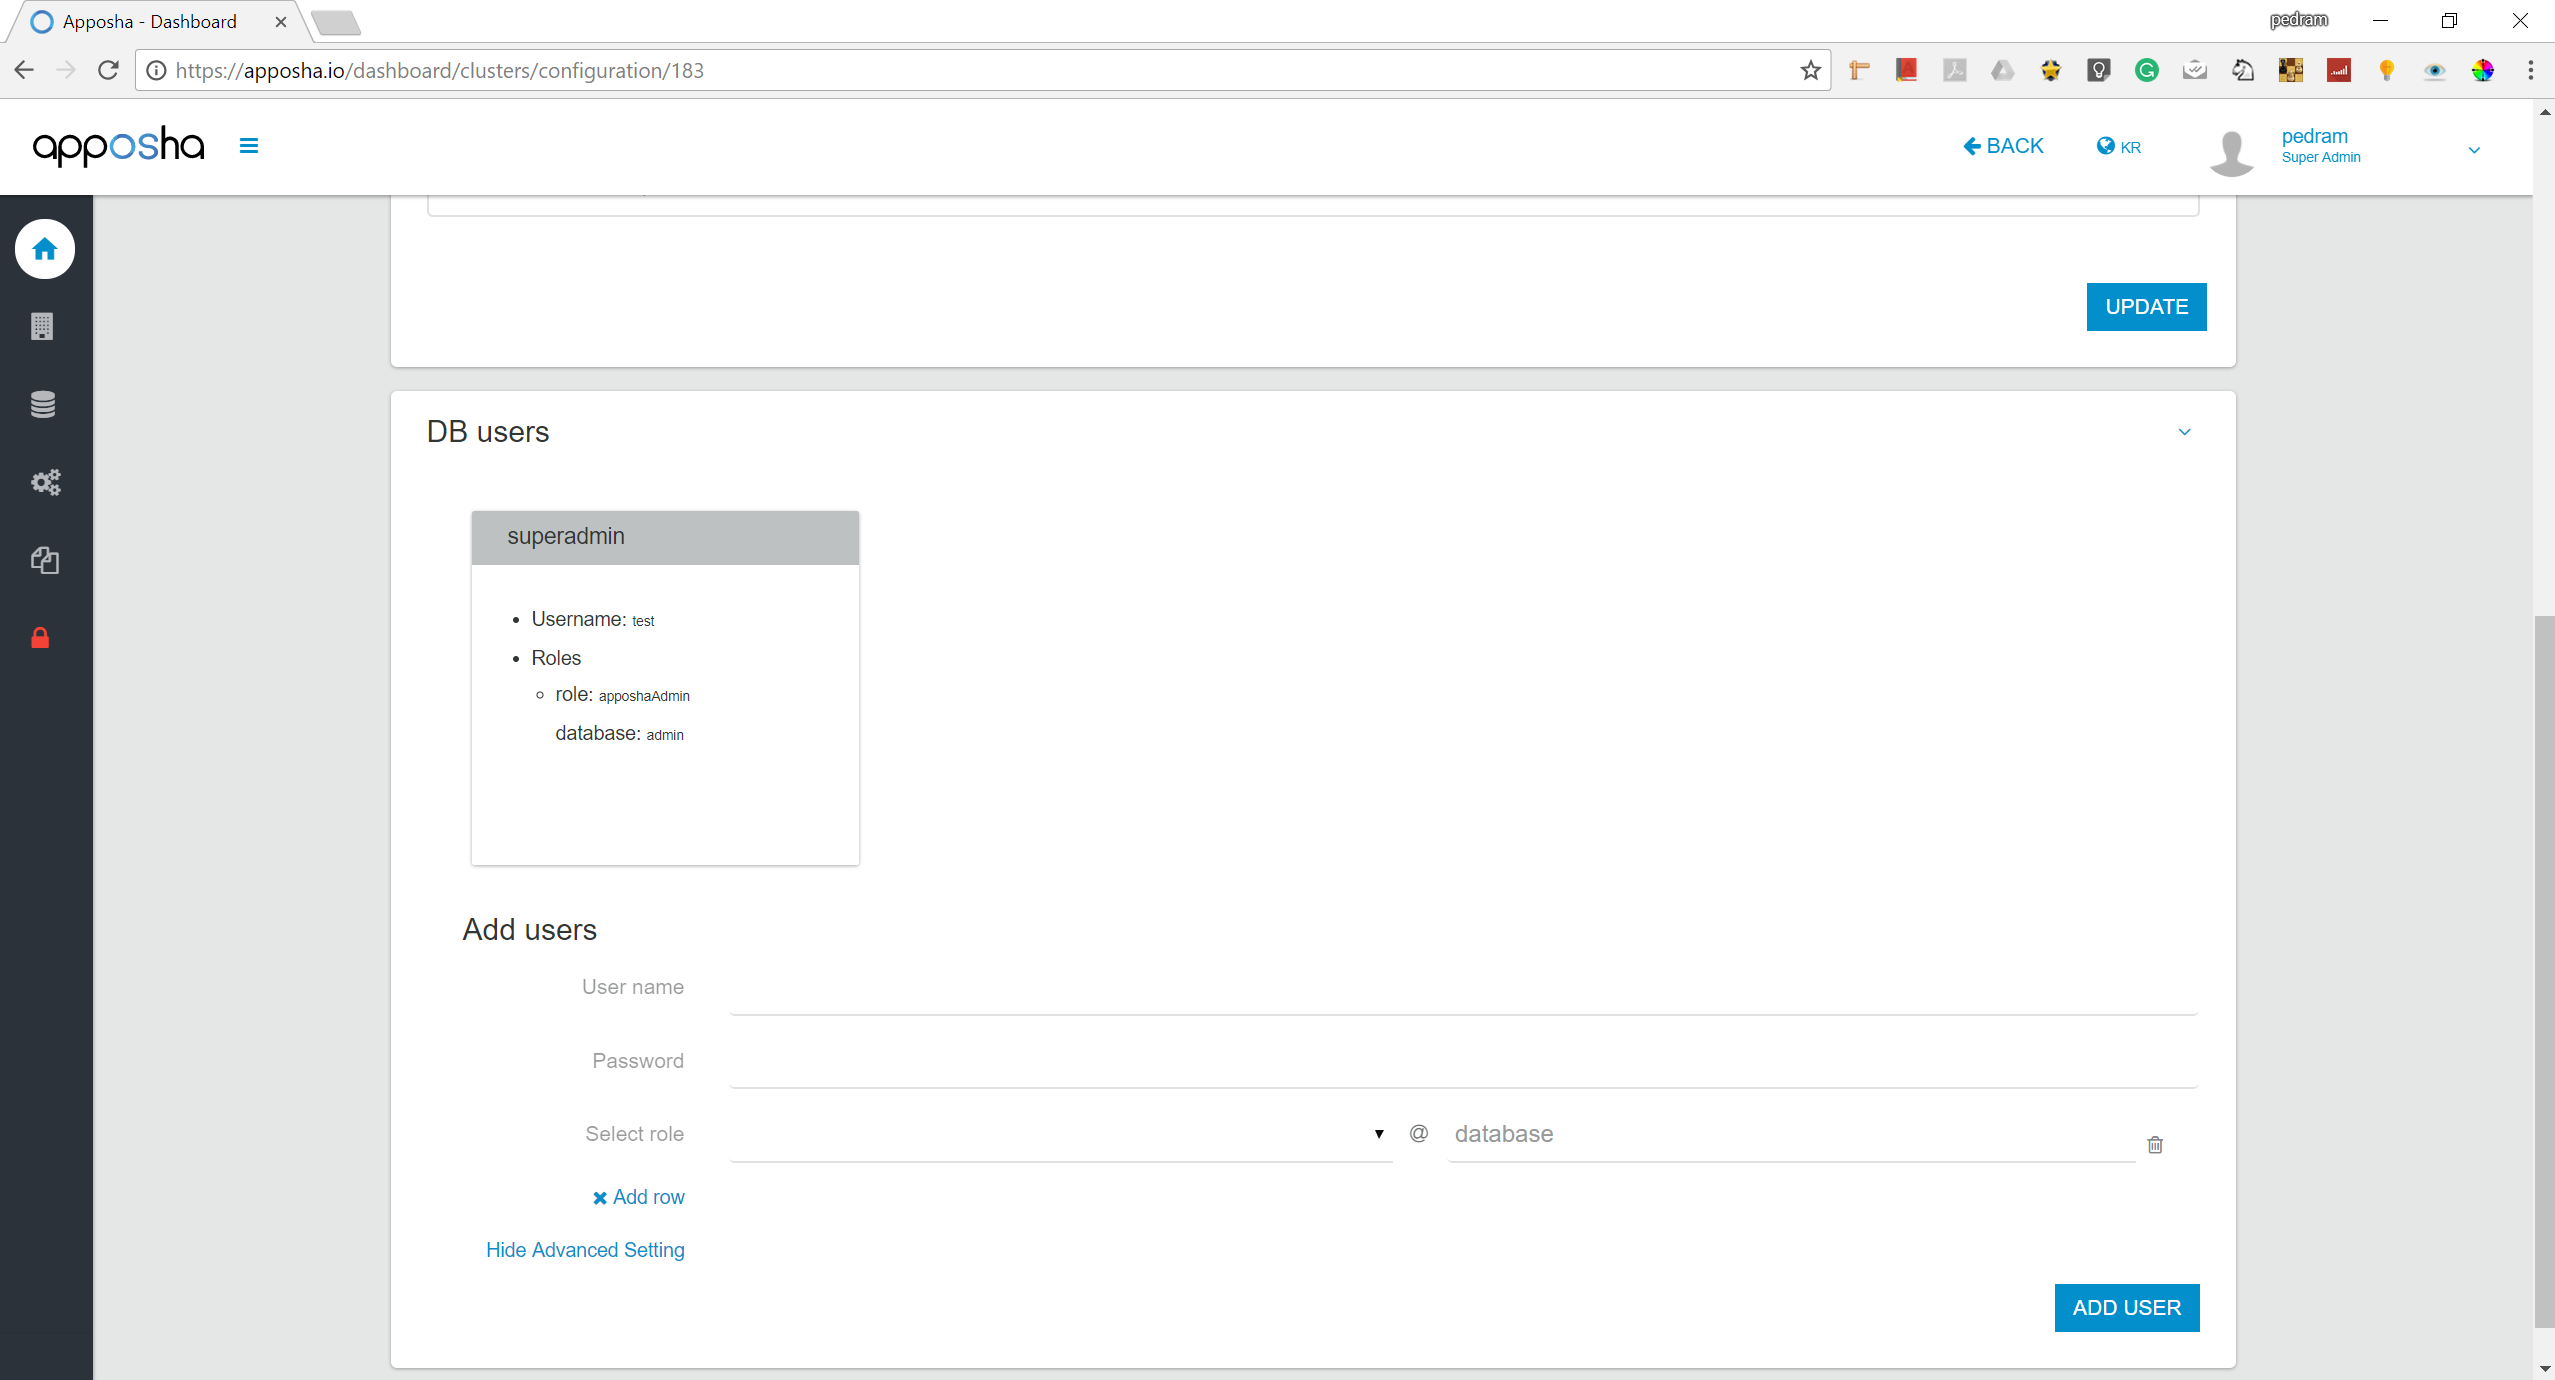 Apposha - Dashboard
pedram
https://apposha.io/dashboard/clusters/configuration/183
apposha
BACK
KR
pedram
Super Admin
UPDATE
DB users
superadmin
Username: test
Roles
role: apposhaAdmin
database: admin
Add users
User name
Password
Select role
@
database
Add row
Hide Advanced Setting
ADD USER